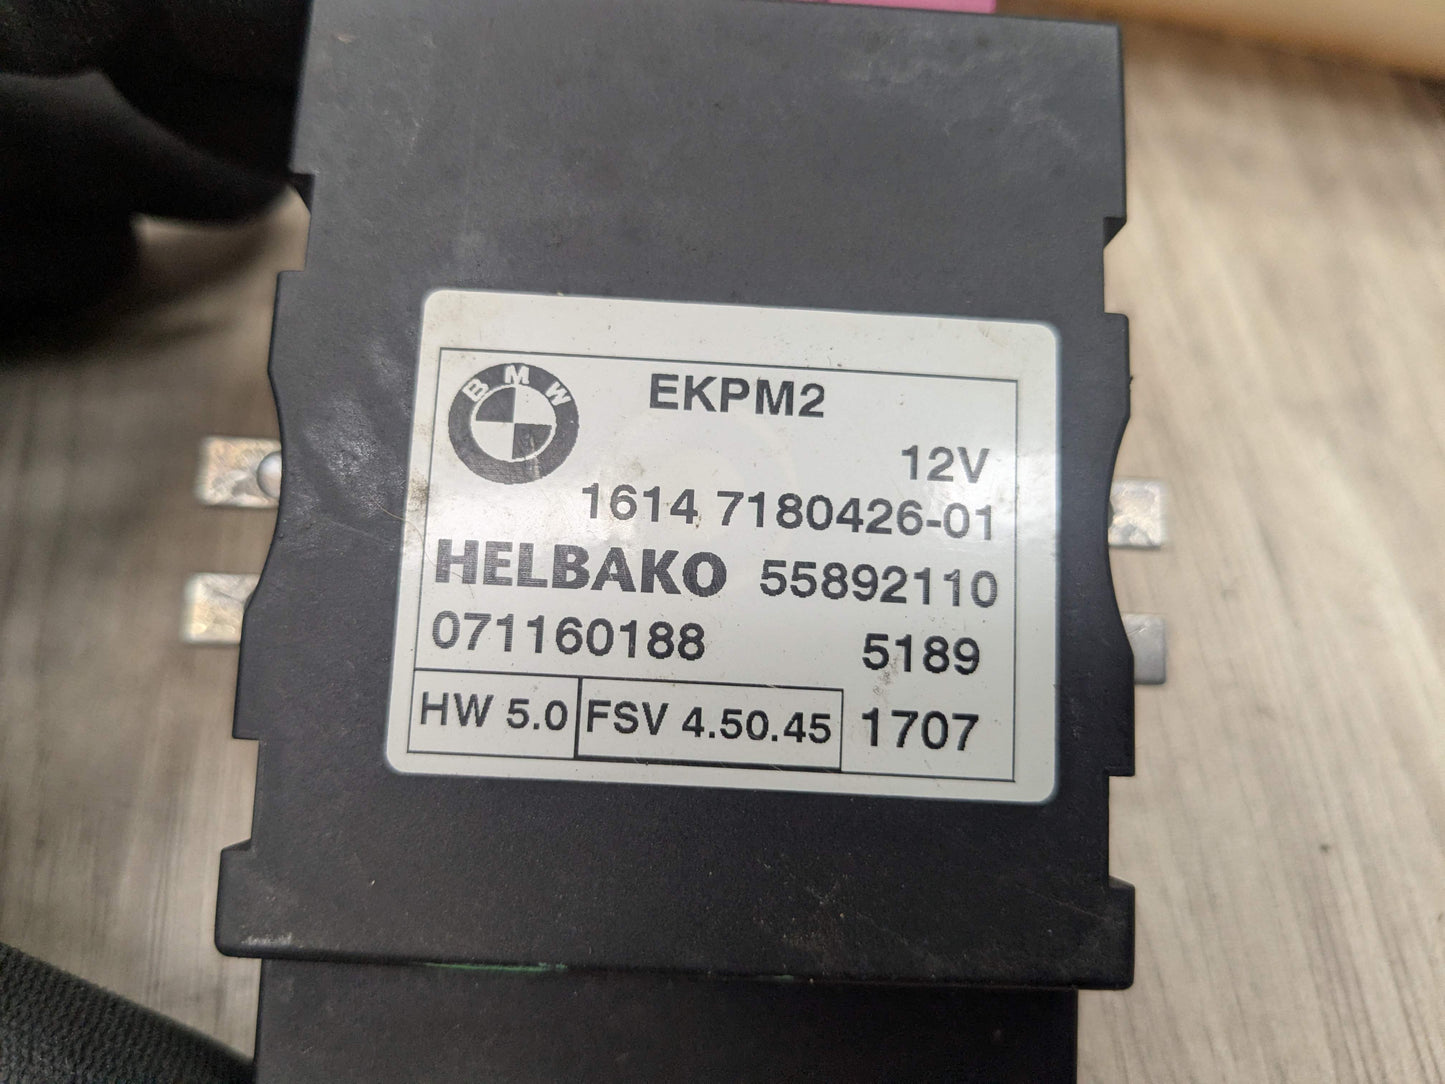 BMW EKPM2
12V
1614 7180426-01
HELBAKO 55892110
071160188 5189
HW 5.0 FSV 4.50.45 1707